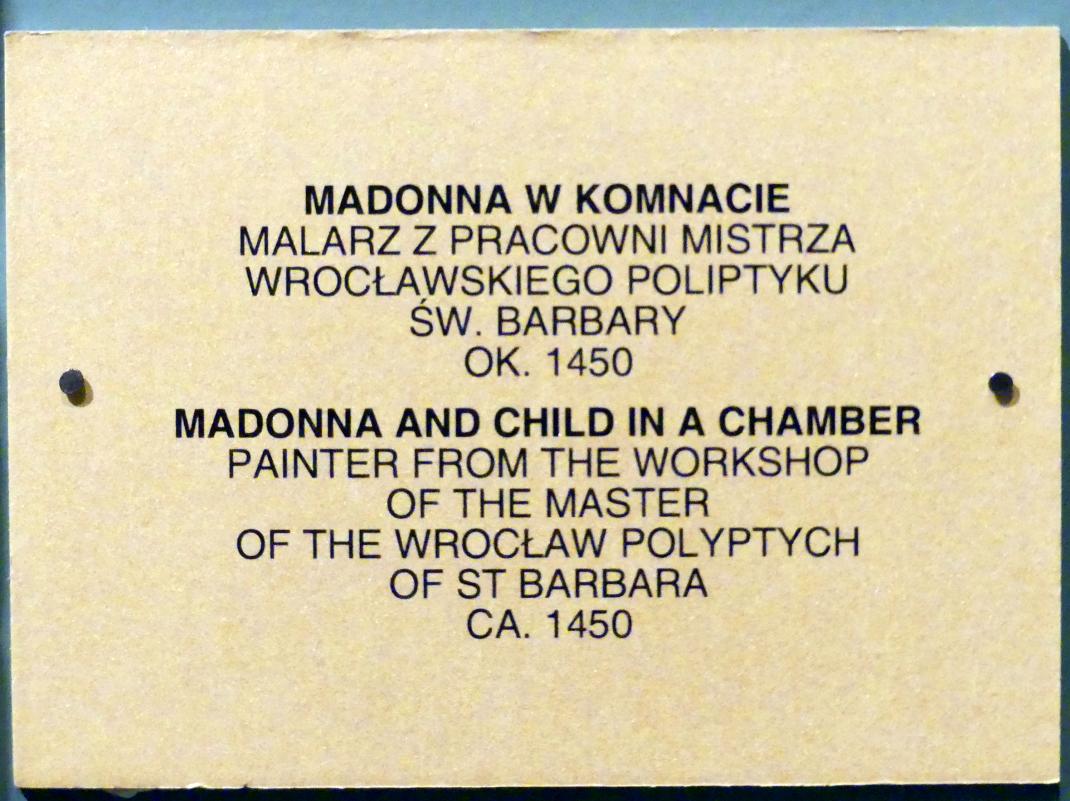 MADONNA W KOMNACIE
MALARZ Z PRACOWNI MISTRZA
WROCŁAWSKIEGO POLIPTYKU
ŚW. BARBARY
OK. 1450
MADONNA AND CHILD IN A CHAMBER
PAINTER FROM THE WORKSHOP
OF THE MASTER
OF THE WROCŁAW POLYPTYCH
OF ST BARBARA
CA. 1450